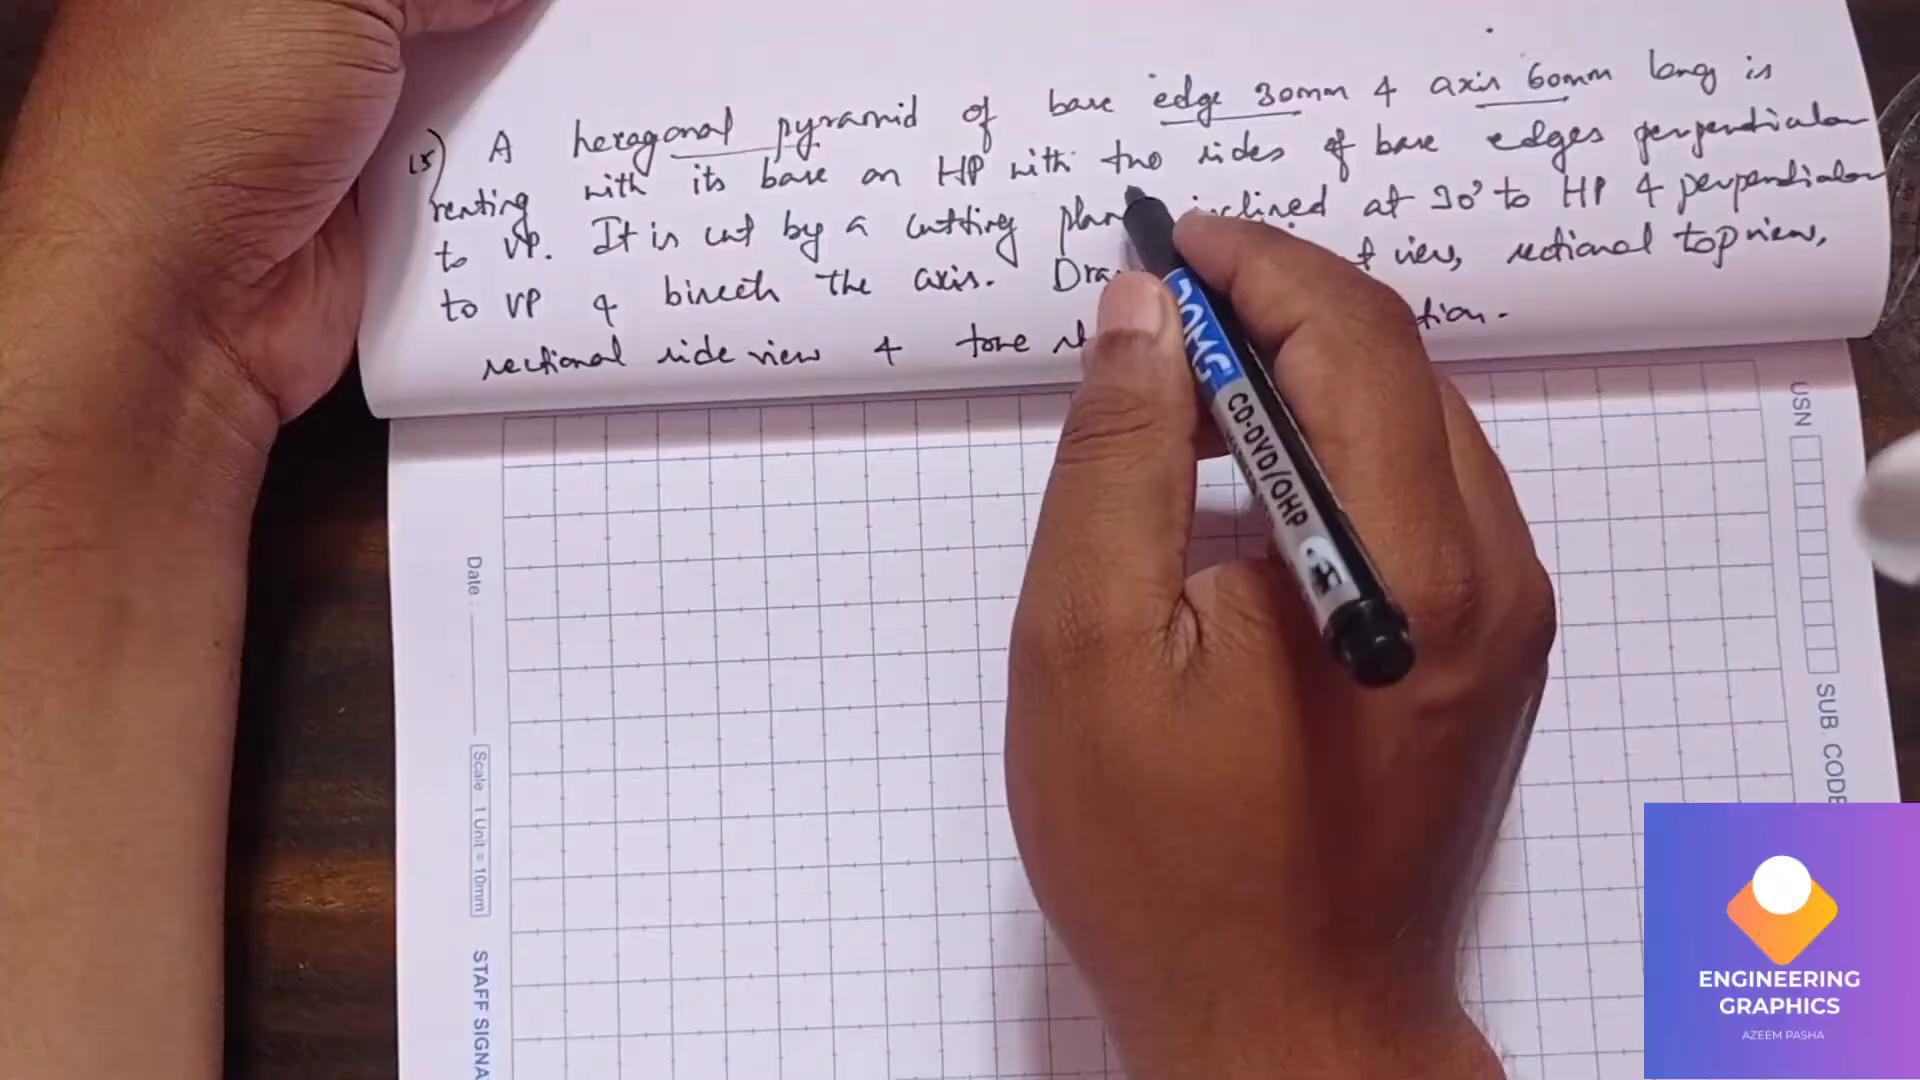 15) A hexagonal pyramid of base edge 30mm & axis 60mm long is
resting with its base on HP with two sides of base edges perpendicular
to VP. It is cut by a cutting plane inclined at 30° to HP & perpendicular
to VP & bisects the axis. Draw view, sectional top view,
sectional side view & true
USN
SUB. CODE
Date
Scale 1 Unit = 10mm
STAFF SIGNA
CD-DVD/OHP
ENGINEERING
GRAPHICS
AZEEM PASHA